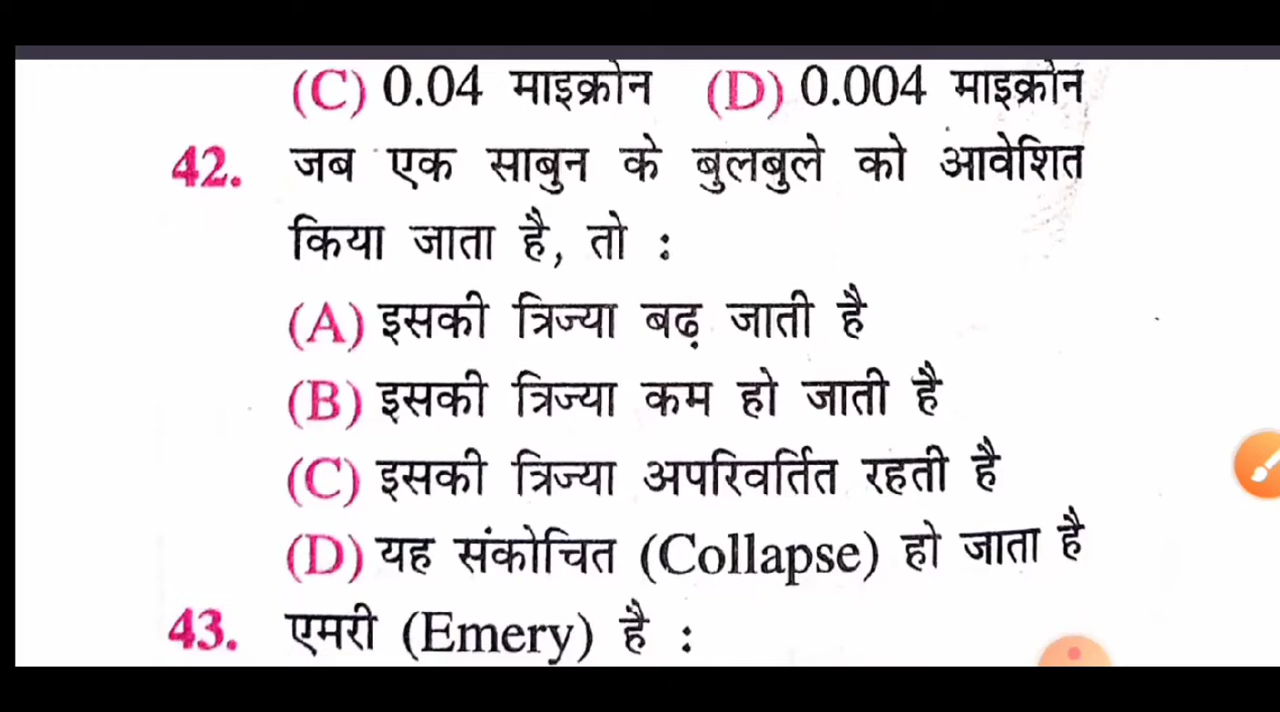 (C) 0.04 माइक्रोन (D) 0.004 माइक्रोन
42. जब एक साबुन के बुलबुले को आवेशित
किया जाता है, तो :
(A) इसकी त्रिज्या बढ़ जाती है
(B) इसकी त्रिज्या कम हो जाती है
(C) इसकी त्रिज्या अपरिवर्तित रहती है
(D) यह संकोचित (Collapse) हो जाता है
43. एमरी (Emery) है :